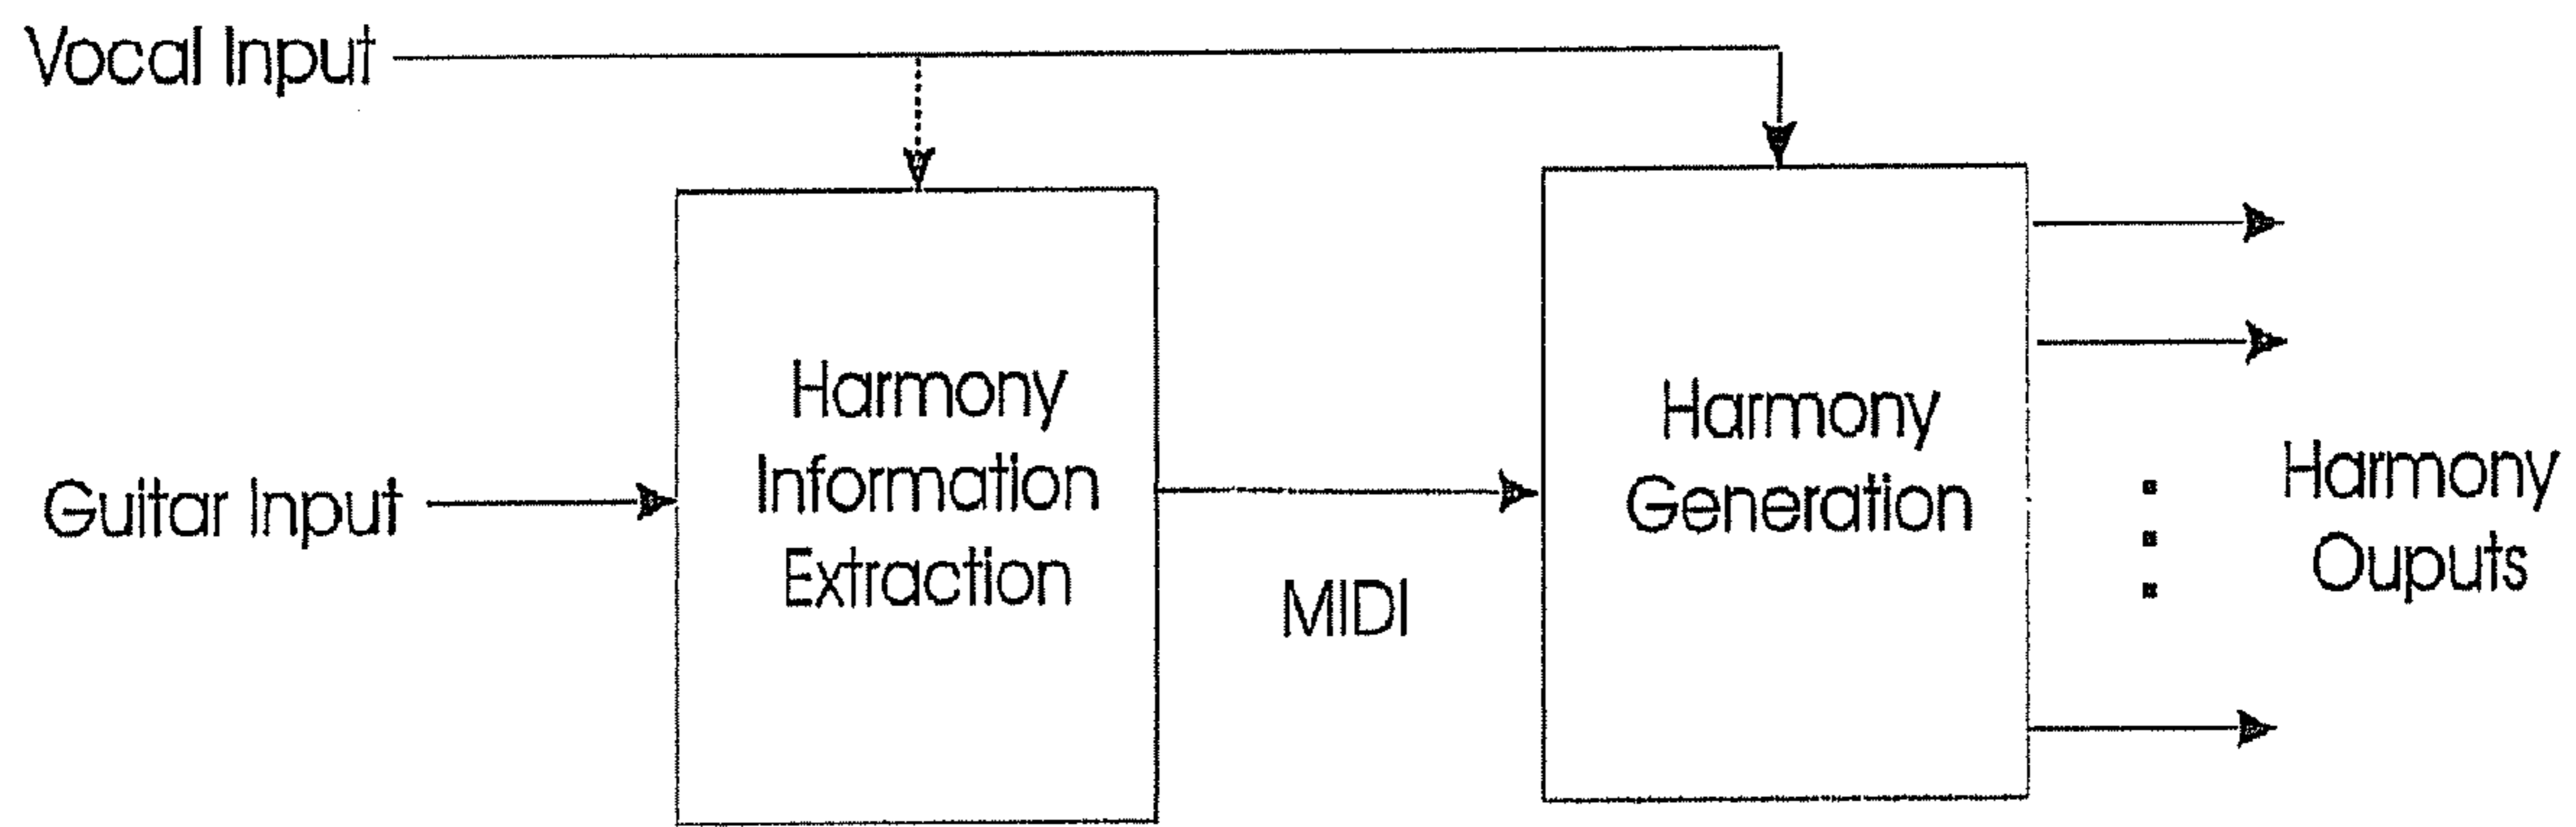 Vocal Input
Guitar Input
Harmony
Information
Extraction
MIDI
Harmony
Generation
Harmony
Ouputs